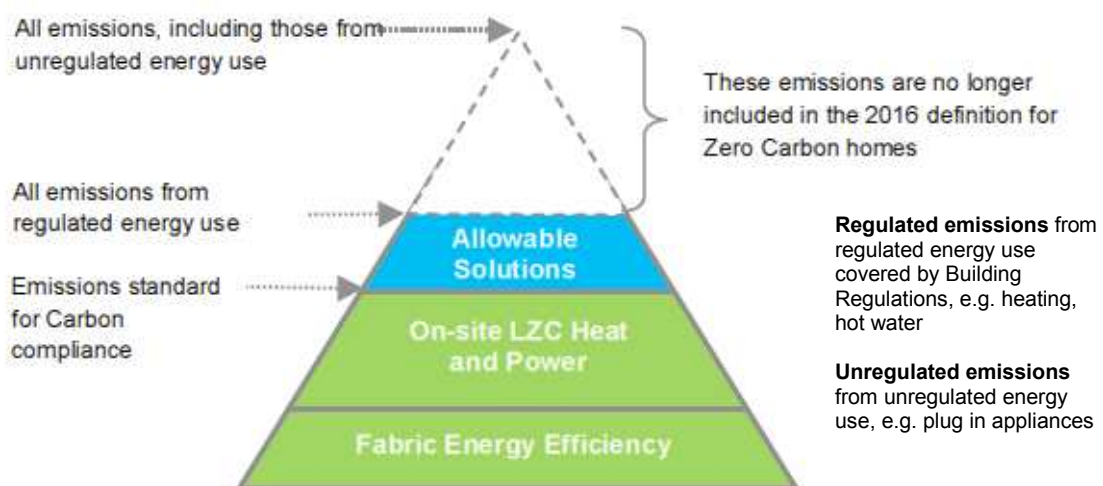 All emissions, including those from
unregulated energy use
These emissions are no longer
included in the 2016 definition for
Zero Carbon homes
All emissions from
regulated energy use
Allowable
Solutions
Regulated emissions from
regulated energy use
covered by Building
Regulations, e.g. heating,
hot water
Emissions standard
for Carbon
compliance
On-site LZC Heat
and Power
Unregulated emissions
from unregulated energy
use, e.g. plug in appliances
Fabric Energy Efficiency